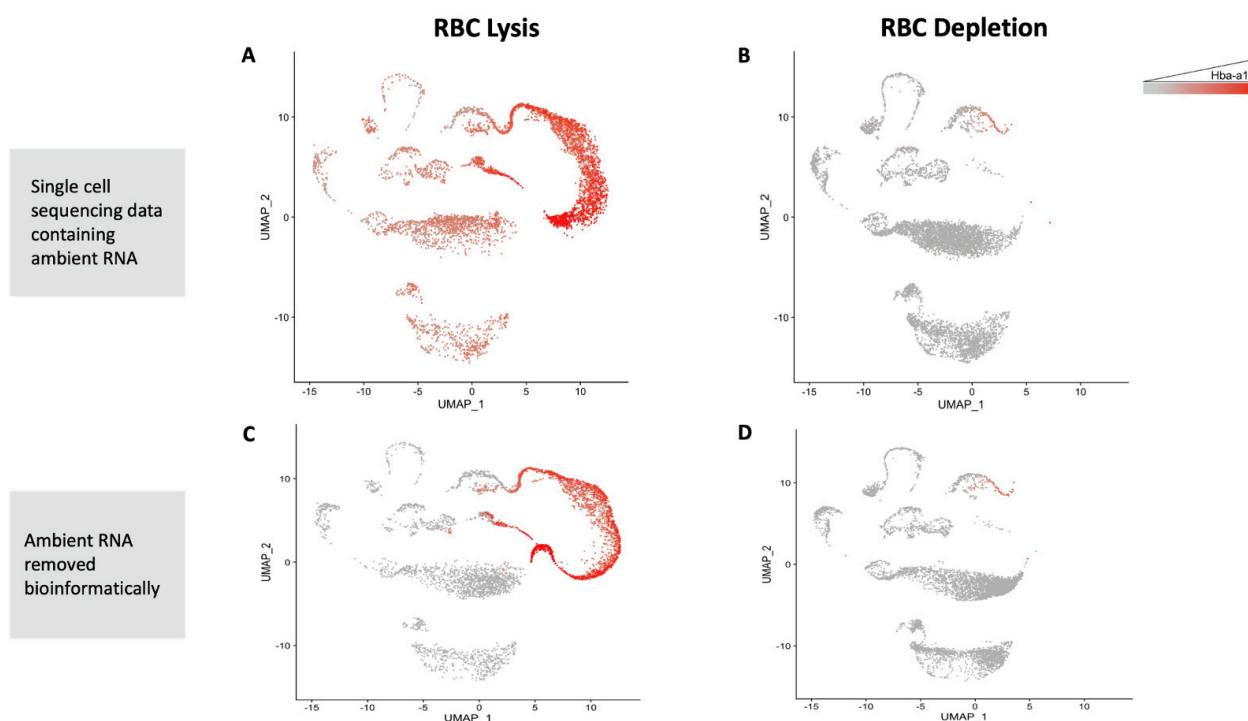 RBC Lysis
RBC Depletion
A
B
Hba-a1
Single cell
sequencing data
containing
ambient RNA
10
0
-10
UMAP_2
-15 -10 -5 0 5 10
UMAP_1
10
0
-10
UMAP_2
-15 -10 -5 0 5 10
UMAP_1
C
D
Ambient RNA
removed
bioinformatically
10
0
-10
UMAP_2
-15 -10 -5 0 5 10
UMAP_1
10
0
-10
UMAP_2
-15 -10 -5 0 5 10
UMAP_1